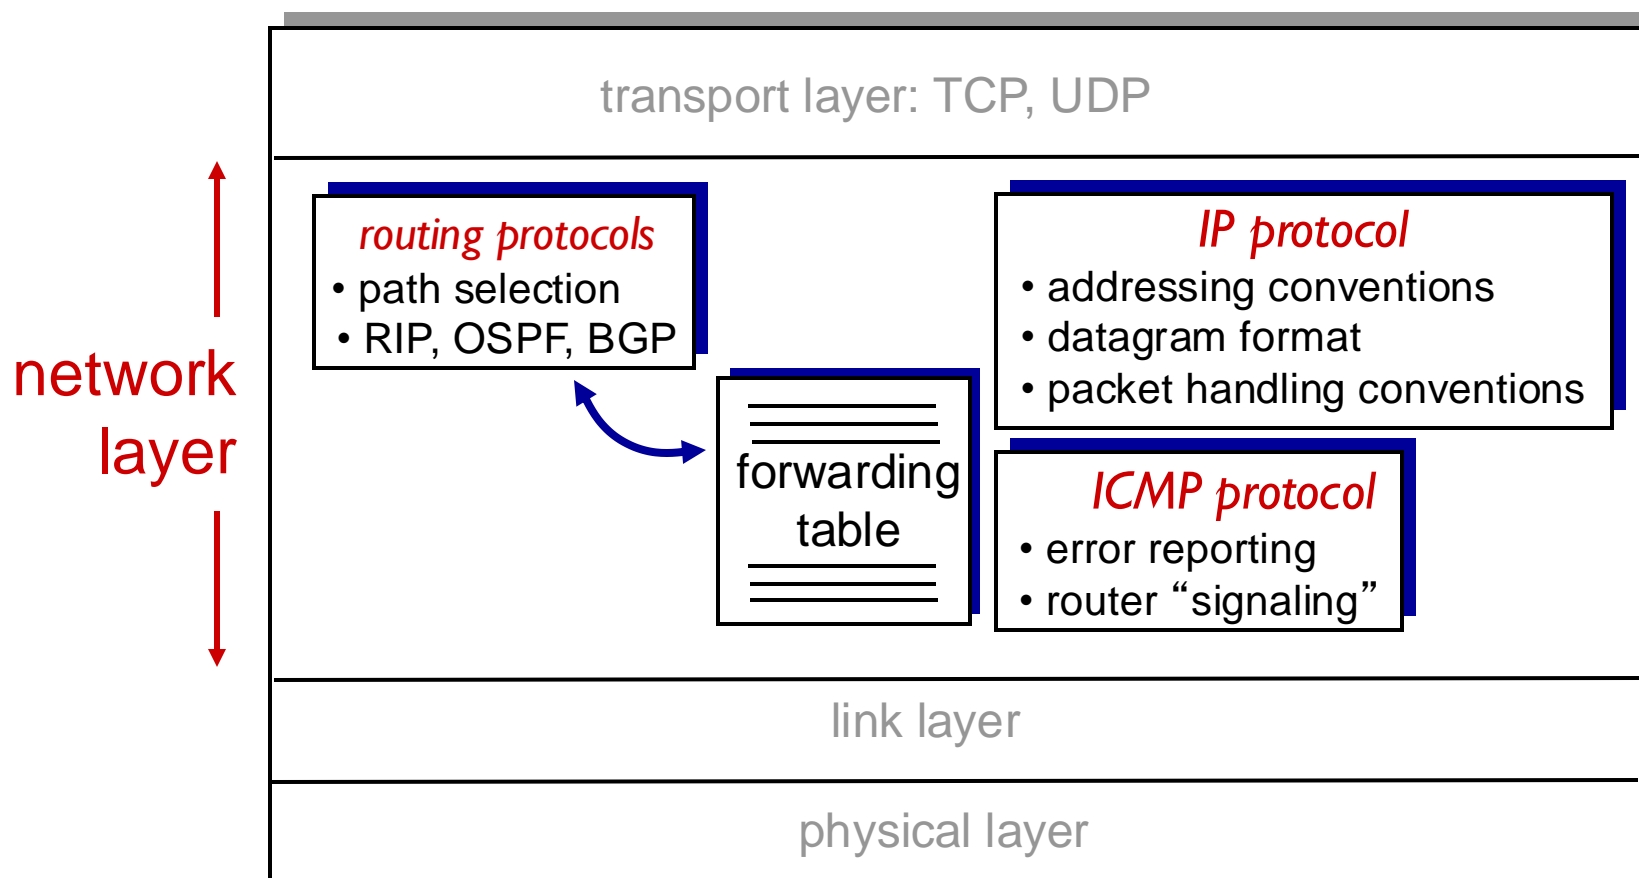 transport layer: TCP, UDP
network
layer
routing protocols
• path selection
• RIP, OSPF, BGP
forwarding
table
IP protocol
• addressing conventions
• datagram format
• packet handling conventions
ICMP protocol
• error reporting
• router “signaling”
link layer
physical layer